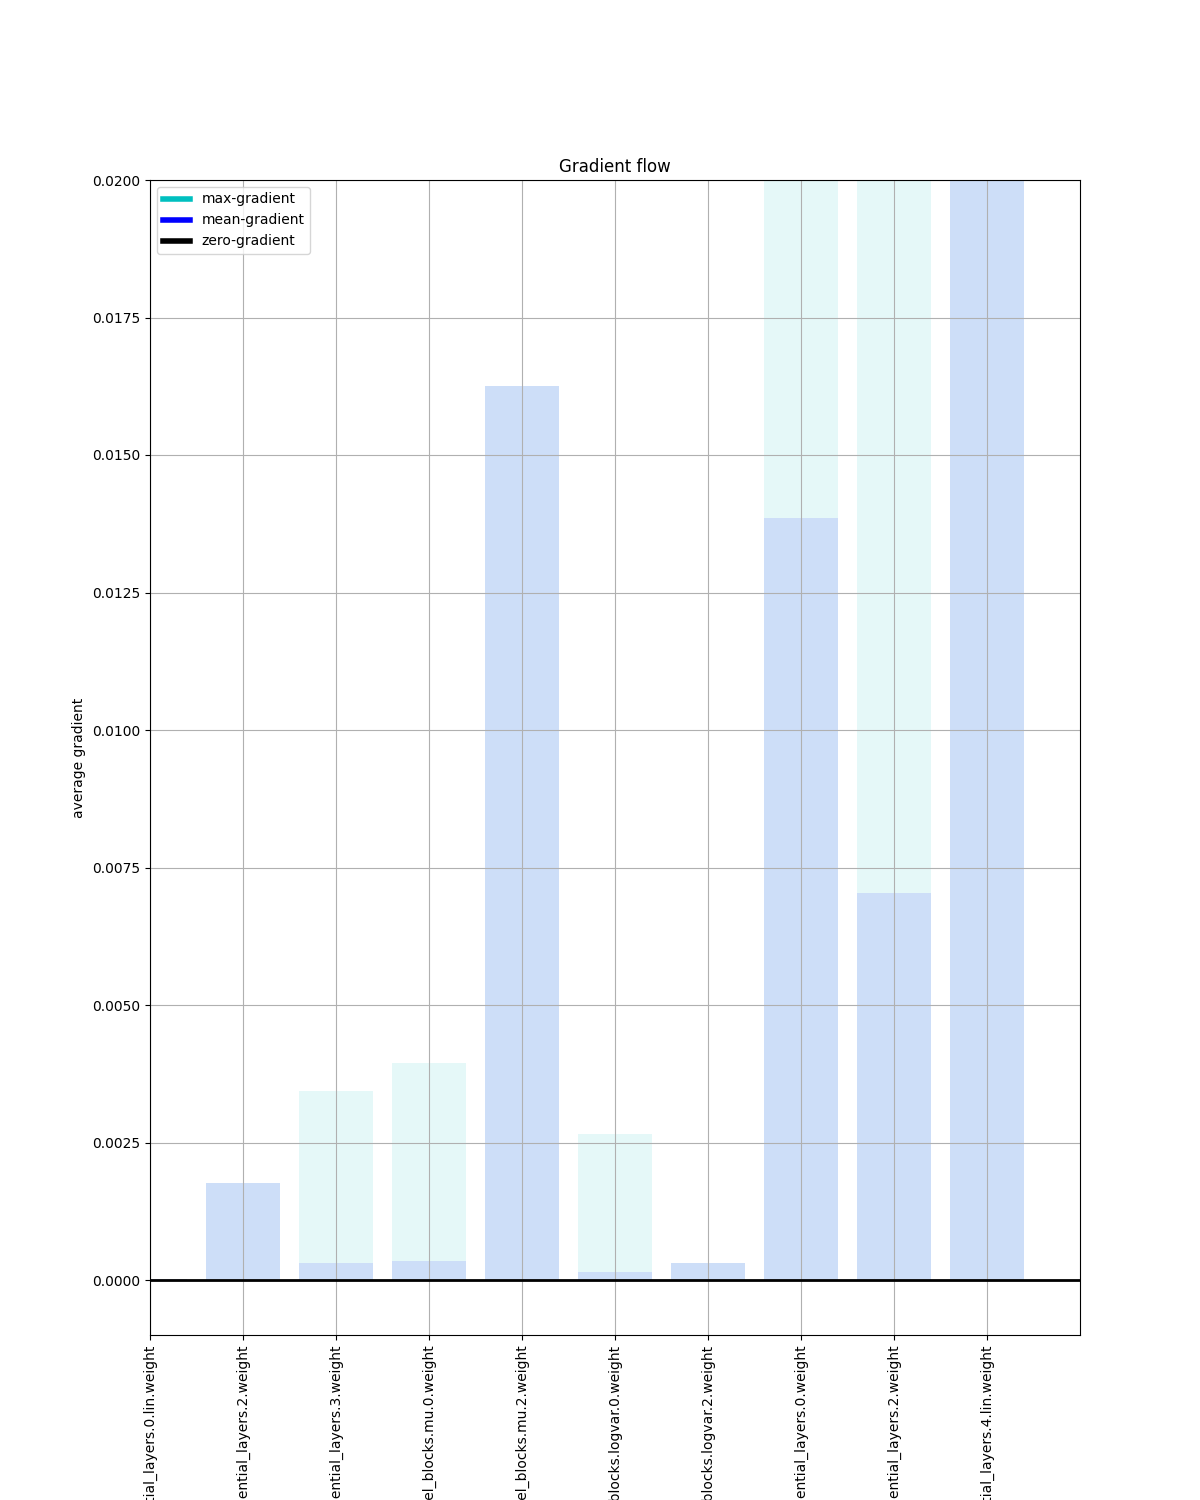 Gradient flow
max-gradient
mean-gradient
zero-gradient
0.0200
0.0175
0.0150
0.0125
0.0100
0.0075
0.0050
0.0025
0.0000
average gradient
tial_layers.0.lin.weight
ential_layers.2.weight
ential_layers.3.weight
el_blocks.mu.0.weight
el_blocks.mu.2.weight
blocks.logvar.0.weight
blocks.logvar.2.weight
ential_layers.0.weight
ential_layers.2.weight
tial_layers.4.lin.weight